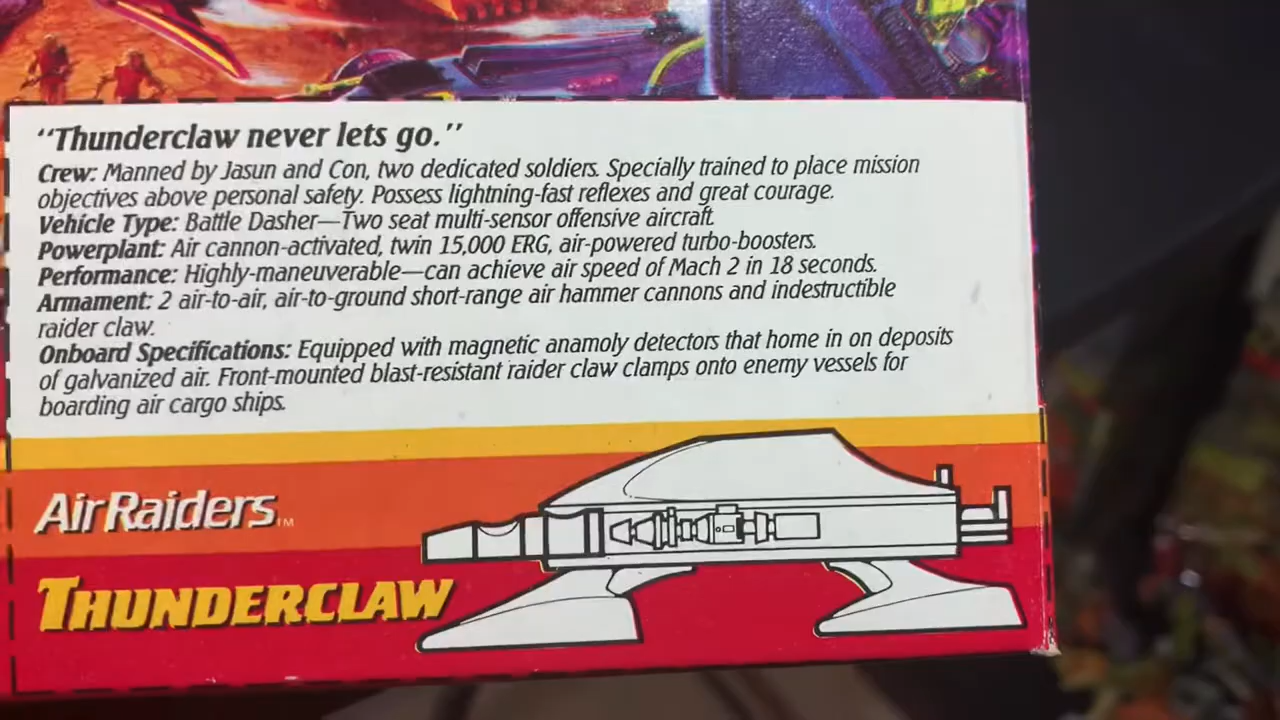 “Thunderclaw never lets go.”
Crew: Manned by Jasun and Con, two dedicated soldiers. Specially trained to place mission
objectives above personal safety. Possess lightning-fast reflexes and great courage.
Vehicle Type: Battle Dasher—Two seat multi-sensor offensive aircraft.
Powerplant: Air cannon-activated, twin 15,000 ERG, air-powered turbo-boosters.
Performance: Highly-maneuverable—can achieve air speed of Mach 2 in 18 seconds.
Armament: 2 air-to-air, air-to-ground short-range air hammer cannons and indestructible
raider claw.
Onboard Specifications: Equipped with magnetic anamoly detectors that home in on deposits
of galvanized air. Front-mounted blast-resistant raider claw clamps onto enemy vessels for
boarding air cargo ships.
Air Raiders™
THUNDERCLAW